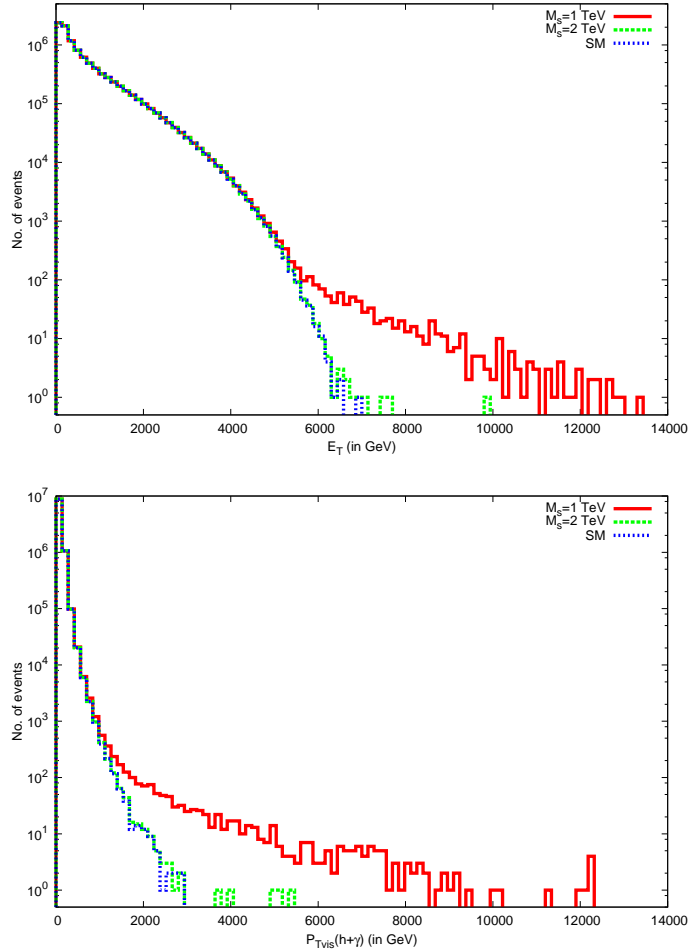 M_s=1 TeV
M_s=2 TeV
SM
No. of events
10^6
10^5
10^4
10^3
10^2
10^1
10^0
0 2000 4000 6000 8000 10000 12000 14000
E_T (in GeV)
M_s=1 TeV
M_s=2 TeV
SM
No. of events
10^7
10^6
10^5
10^4
10^3
10^2
10^1
10^0
0 2000 4000 6000 8000 10000 12000 14000
P_Tvis(h+γ) (in GeV)